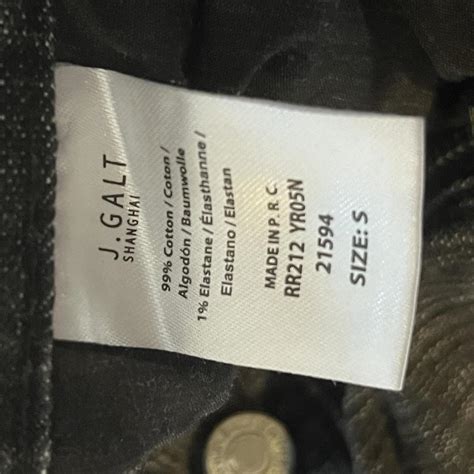 J.GALT
SHANGHAI
99% Cotton / Coton /
Algodón / Baumwolle
1% Elastane / Élasthanne /
Elastano / Elastan
MADE IN P. R. C.
RR212 YR05N
21594
SIZE: S